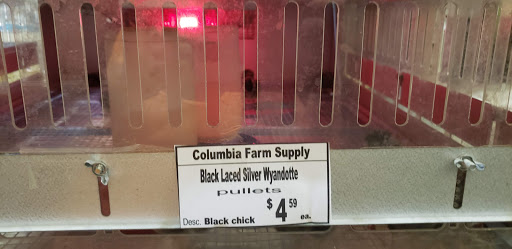 Columbia Farm Supply
Black Laced Silver Wyandotte
pullets
$4 59 ea.
Desc. Black chick